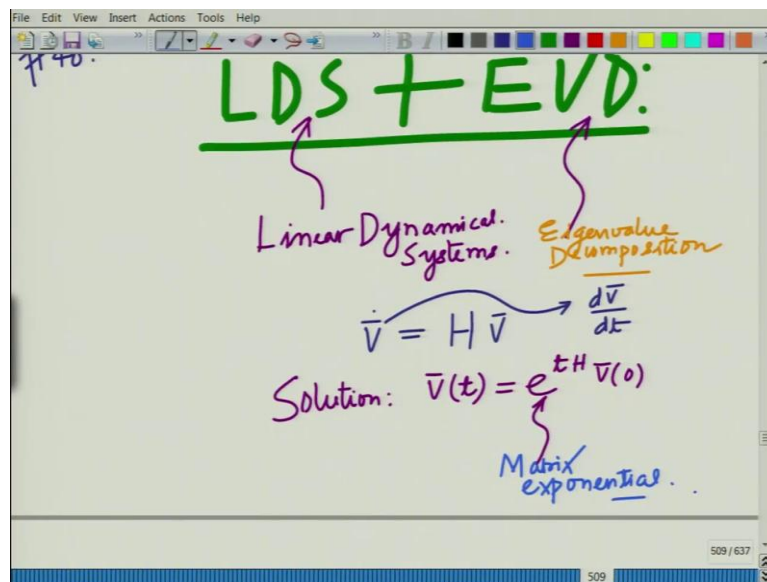 File Edit View Insert Actions Tools Help
B I
# 40.
LDS + EVD:
Linear Dynamical.
Systems.
Eigenvalue
Decomposition
V̄̇ = H V̄
dV̄/dt
Solution: V̄(t) = e^{tH} V̄(0)
Matrix
exponential.
509 / 637
509